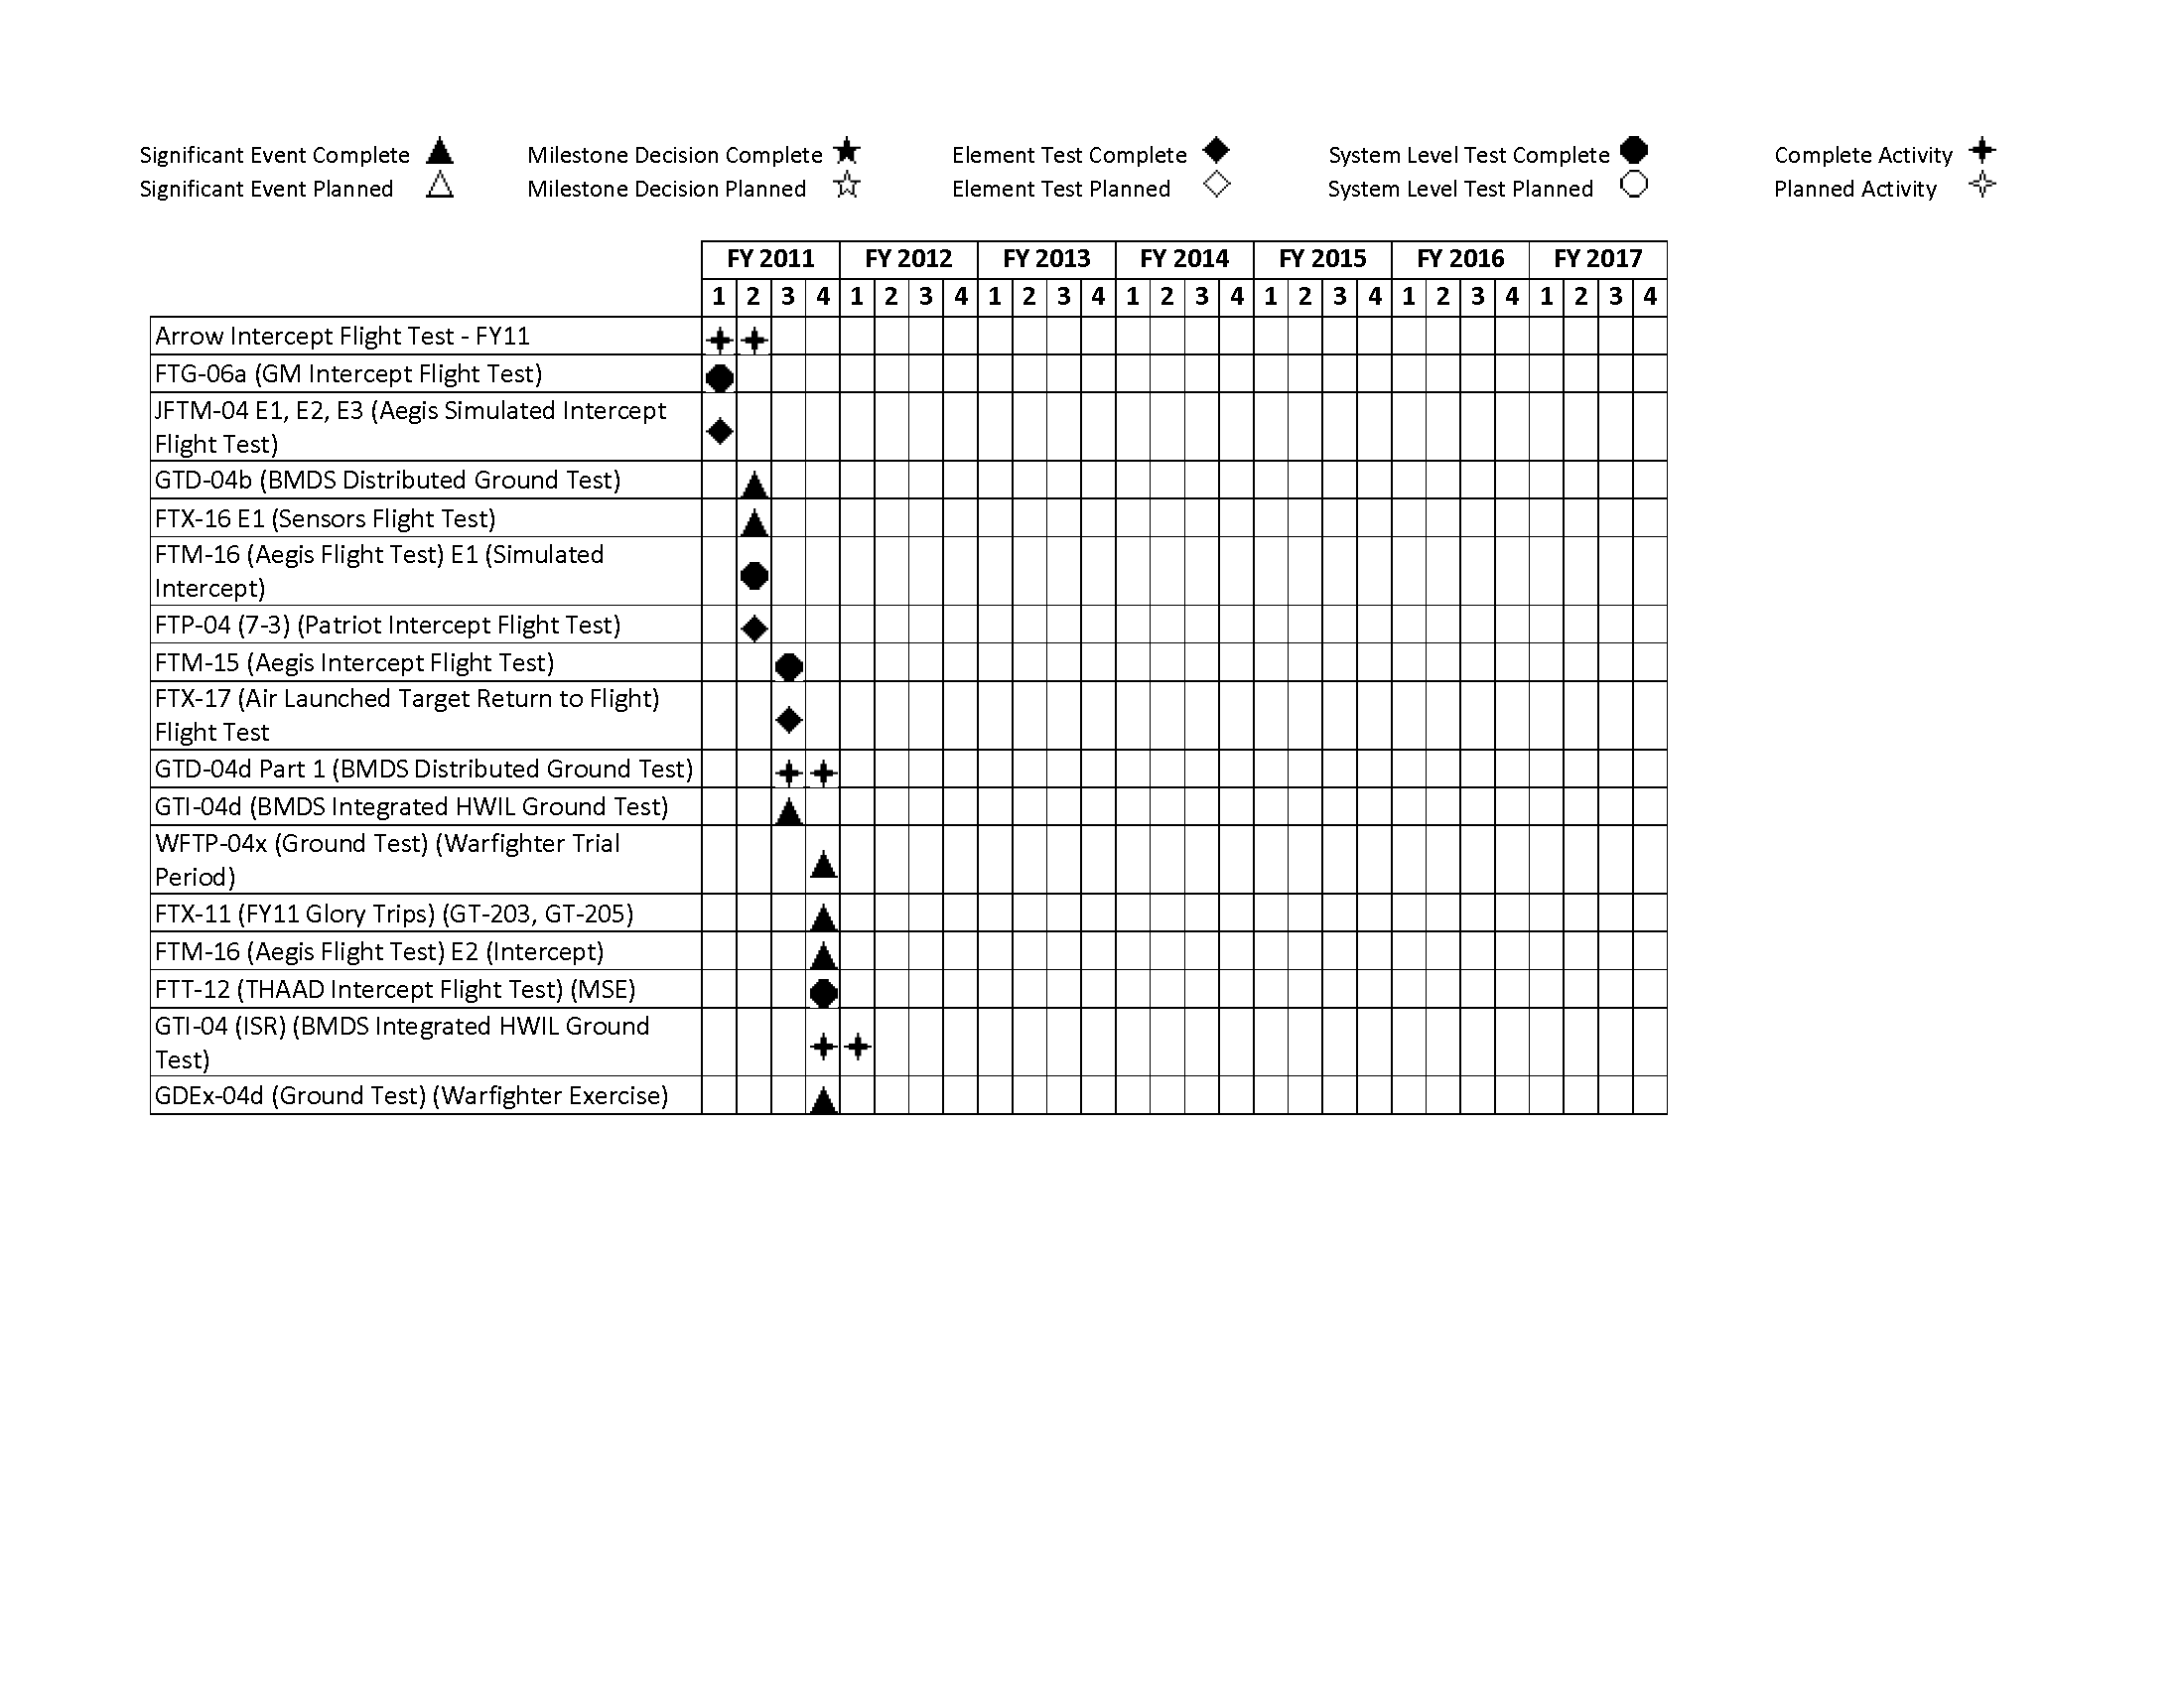 Significant Event Complete Milestone Decision Complete Element Test Complete System Level Test Complete Complete Activity
Significant Event Planned Milestone Decision Planned Element Test Planned System Level Test Planned Planned Activity
FY 2011 FY 2012 FY 2013 FY 2014 FY 2015 FY 2016 FY 2017
1 2 3 4 1 2 3 4 1 2 3 4 1 2 3 4 1 2 3 4 1 2 3 4 1 2 3 4
Arrow Intercept Flight Test - FY11
FTG-06a (GM Intercept Flight Test)
JFTM-04 E1, E2, E3 (Aegis Simulated Intercept
Flight Test)
GTD-04b (BMDS Distributed Ground Test)
FTX-16 E1 (Sensors Flight Test)
FTM-16 (Aegis Flight Test) E1 (Simulated
Intercept)
FTP-04 (7-3) (Patriot Intercept Flight Test)
FTM-15 (Aegis Intercept Flight Test)
FTX-17 (Air Launched Target Return to Flight)
Flight Test
GTD-04d Part 1 (BMDS Distributed Ground Test)
GTI-04d (BMDS Integrated HWIL Ground Test)
WFTP-04x (Ground Test) (Warfighter Trial
Period)
FTX-11 (FY11 Glory Trips) (GT-203, GT-205)
FTM-16 (Aegis Flight Test) E2 (Intercept)
FTT-12 (THAAD Intercept Flight Test) (MSE)
GTI-04 (ISR) (BMDS Integrated HWIL Ground
Test)
GDEx-04d (Ground Test) (Warfighter Exercise)